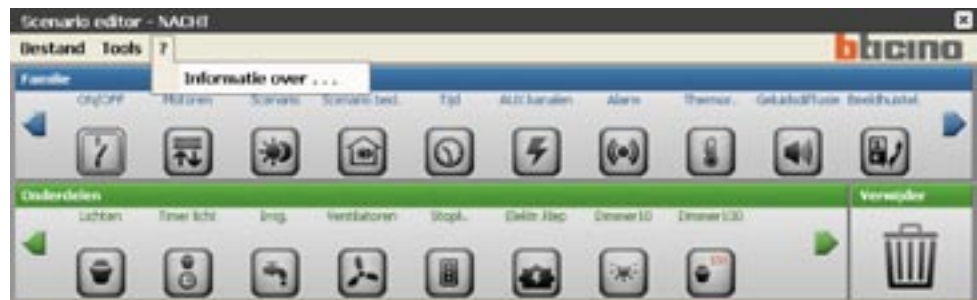 Scenario editor - NACHT
Bestand Tools ?
bticino
Informatie over . . .
Familie
ON/OFF Motoren Scenario Scenario best. Tijd AUX kanalen Alarm Thermor. Geluidsdiffusie Beeldhuistel.
Onderdelen Verwijder
Lichten Timer licht Irrig. Ventilatoren Stopk. Elektr. klep Dimmer10 Dimmer100